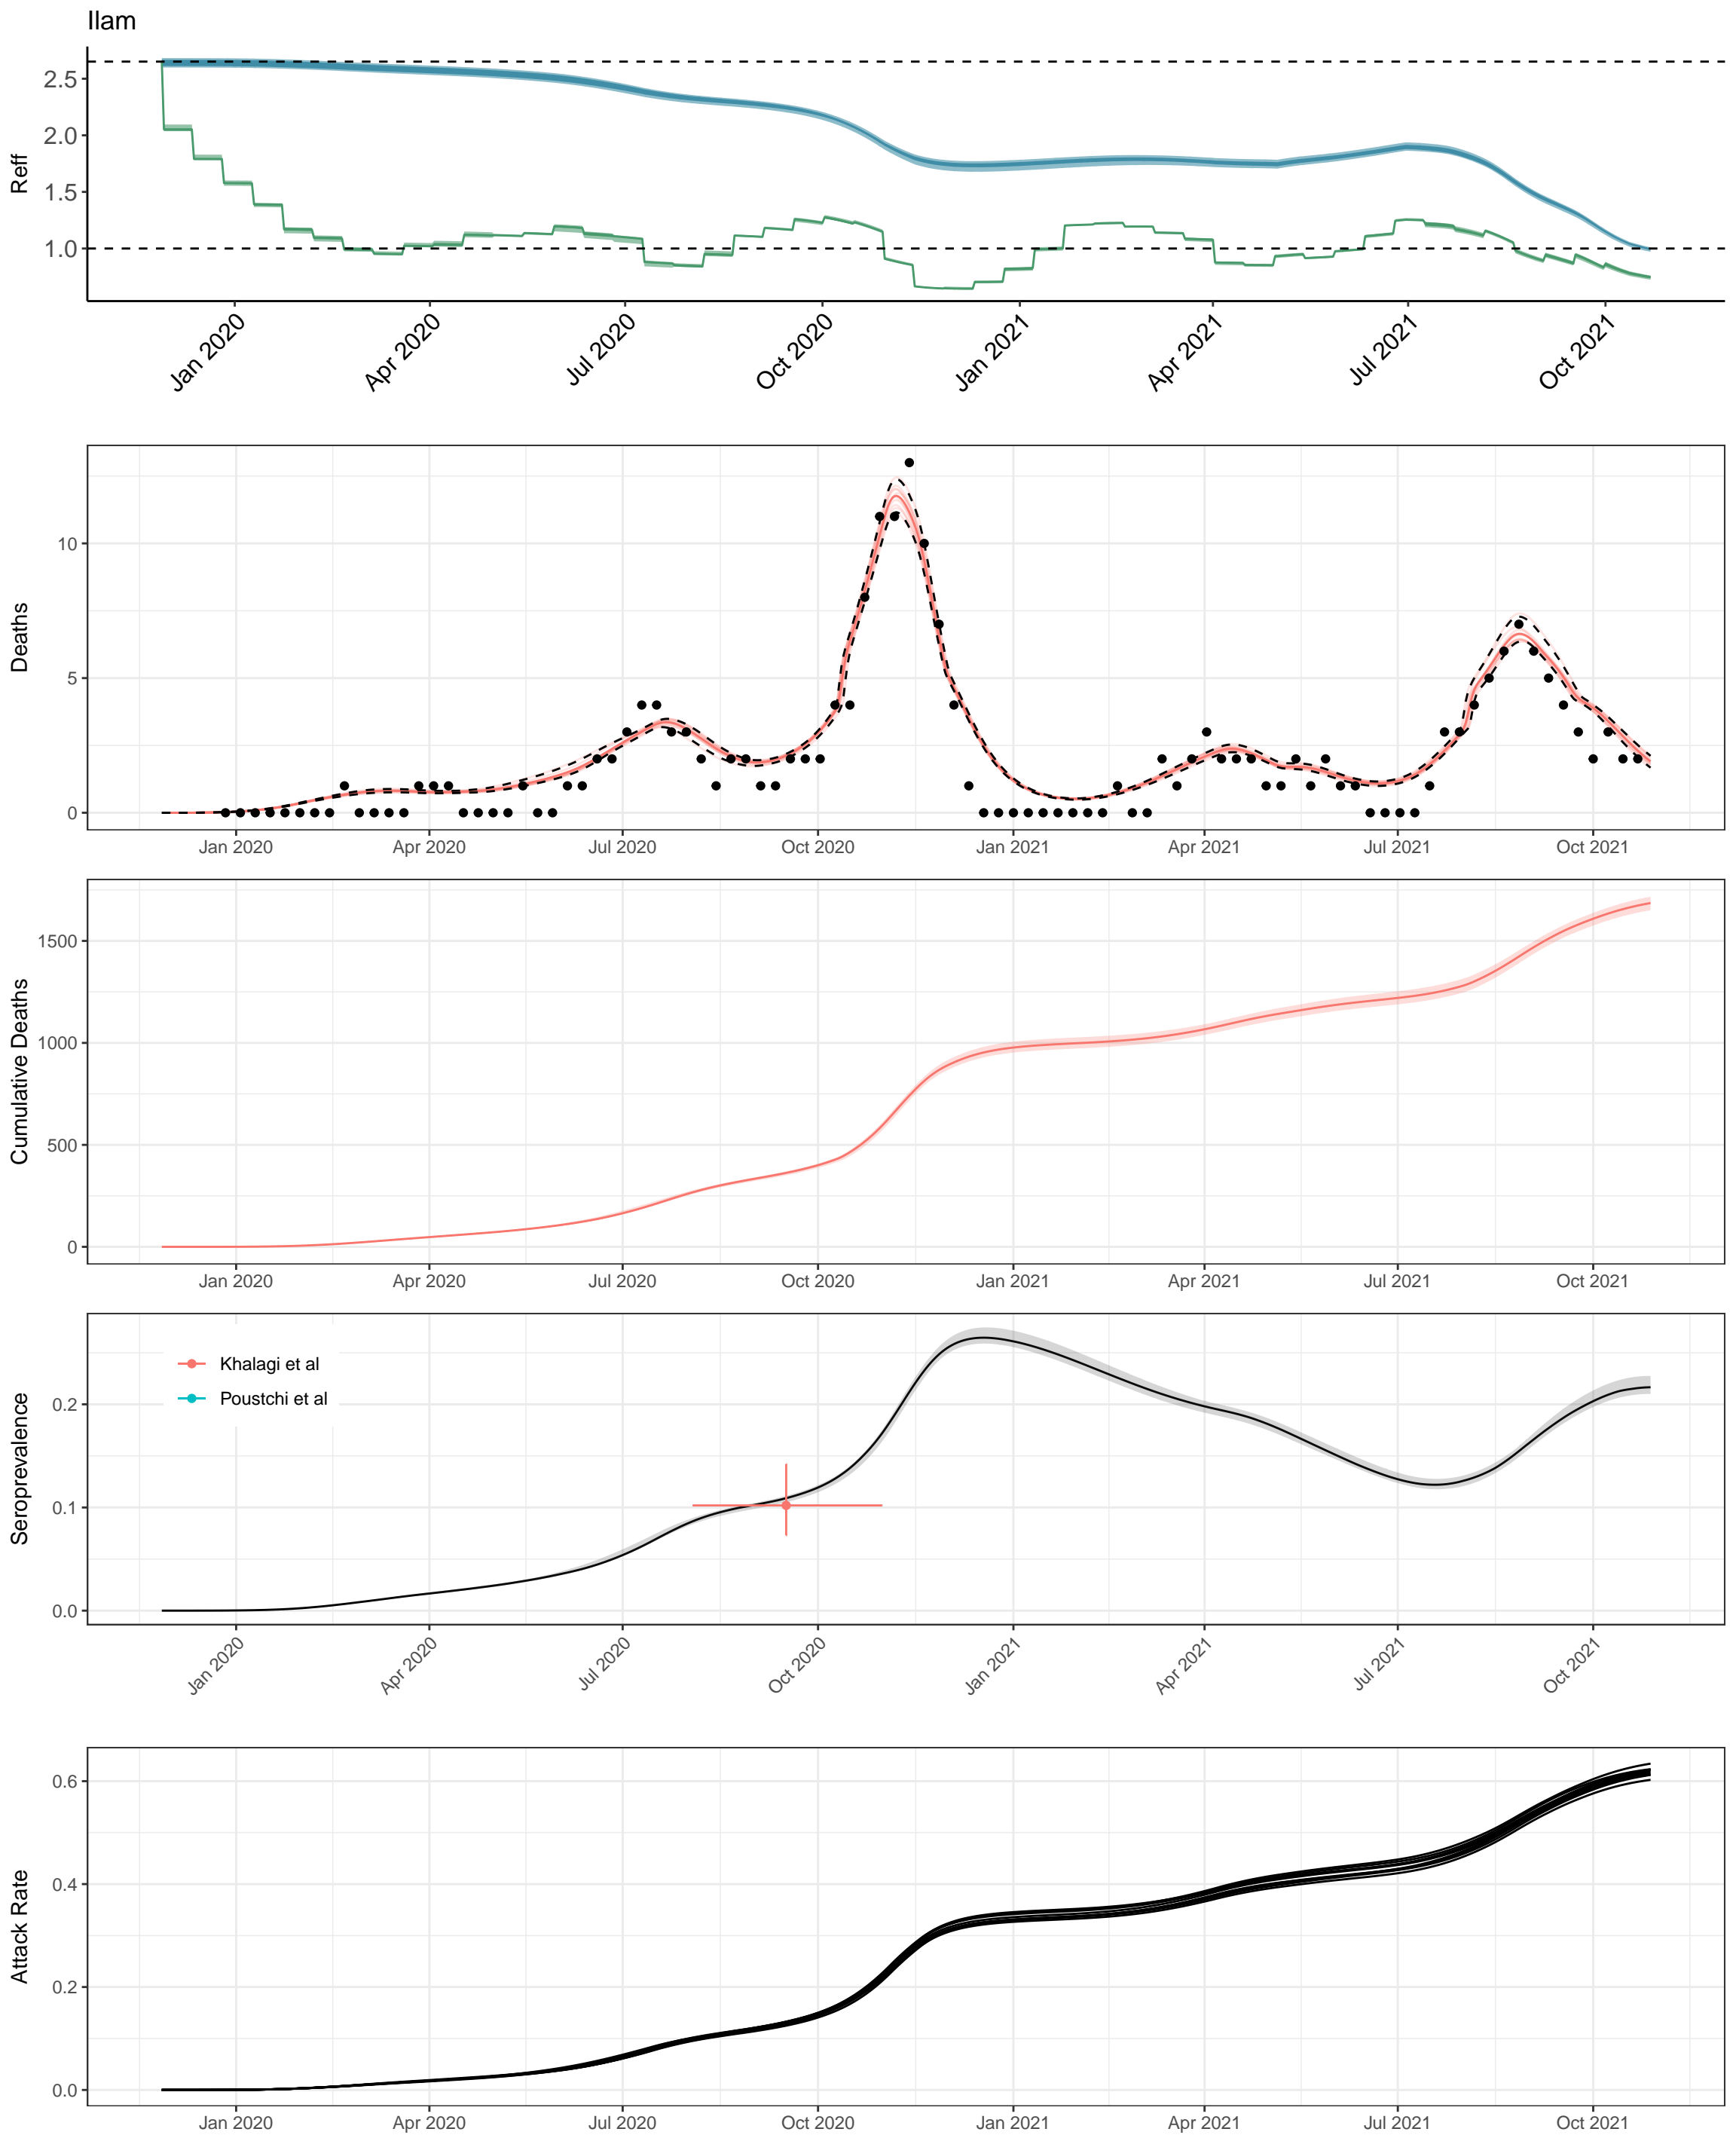 Ilam
Reff
2.5
2.0
1.5
1.0
Jan 2020 Apr 2020 Jul 2020 Oct 2020 Jan 2021 Apr 2021 Jul 2021 Oct 2021
Deaths
10
5
0
Jan 2020 Apr 2020 Jul 2020 Oct 2020 Jan 2021 Apr 2021 Jul 2021 Oct 2021
Cumulative Deaths
1500
1000
500
0
Jan 2020 Apr 2020 Jul 2020 Oct 2020 Jan 2021 Apr 2021 Jul 2021 Oct 2021
Seroprevalence
Khalagi et al
Poustchi et al
0.2
0.1
0.0
Jan 2020 Apr 2020 Jul 2020 Oct 2020 Jan 2021 Apr 2021 Jul 2021 Oct 2021
Attack Rate
0.6
0.4
0.2
0.0
Jan 2020 Apr 2020 Jul 2020 Oct 2020 Jan 2021 Apr 2021 Jul 2021 Oct 2021